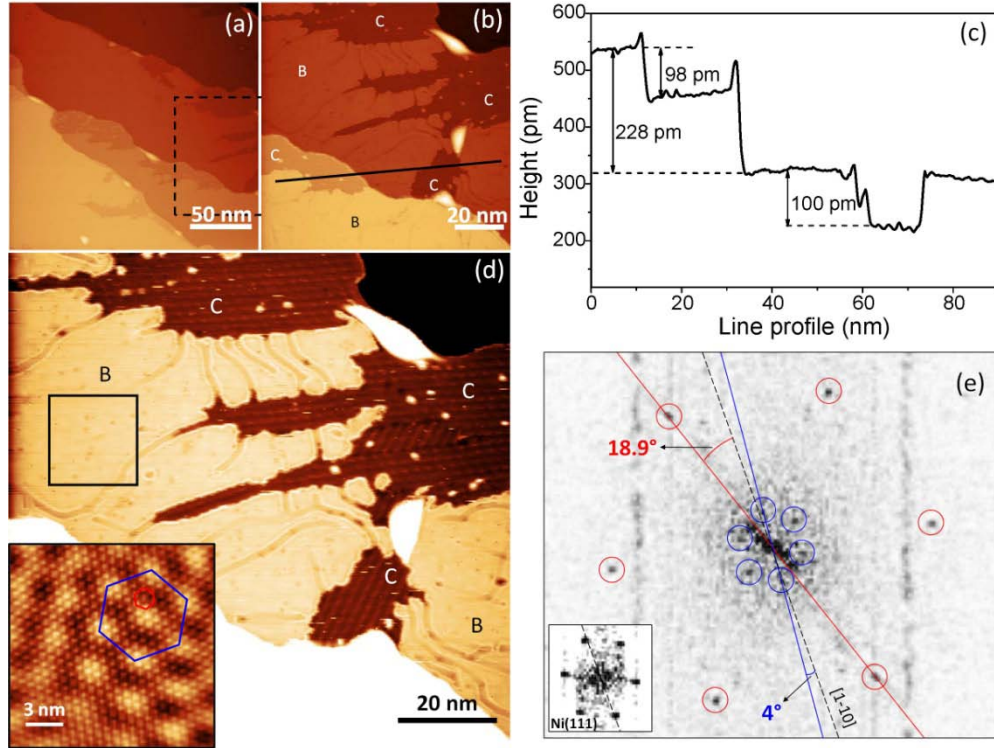 (a)
50 nm
(b)
C
B
C
C
C
B
20 nm
(c)
Height (pm)
600
500
400
300
200
98 pm
228 pm
100 pm
0
20
40
60
80
Line profile (nm)
(d)
C
B
C
C
B
3 nm
20 nm
(e)
18.9°
4°
[1-10]
Ni(111)